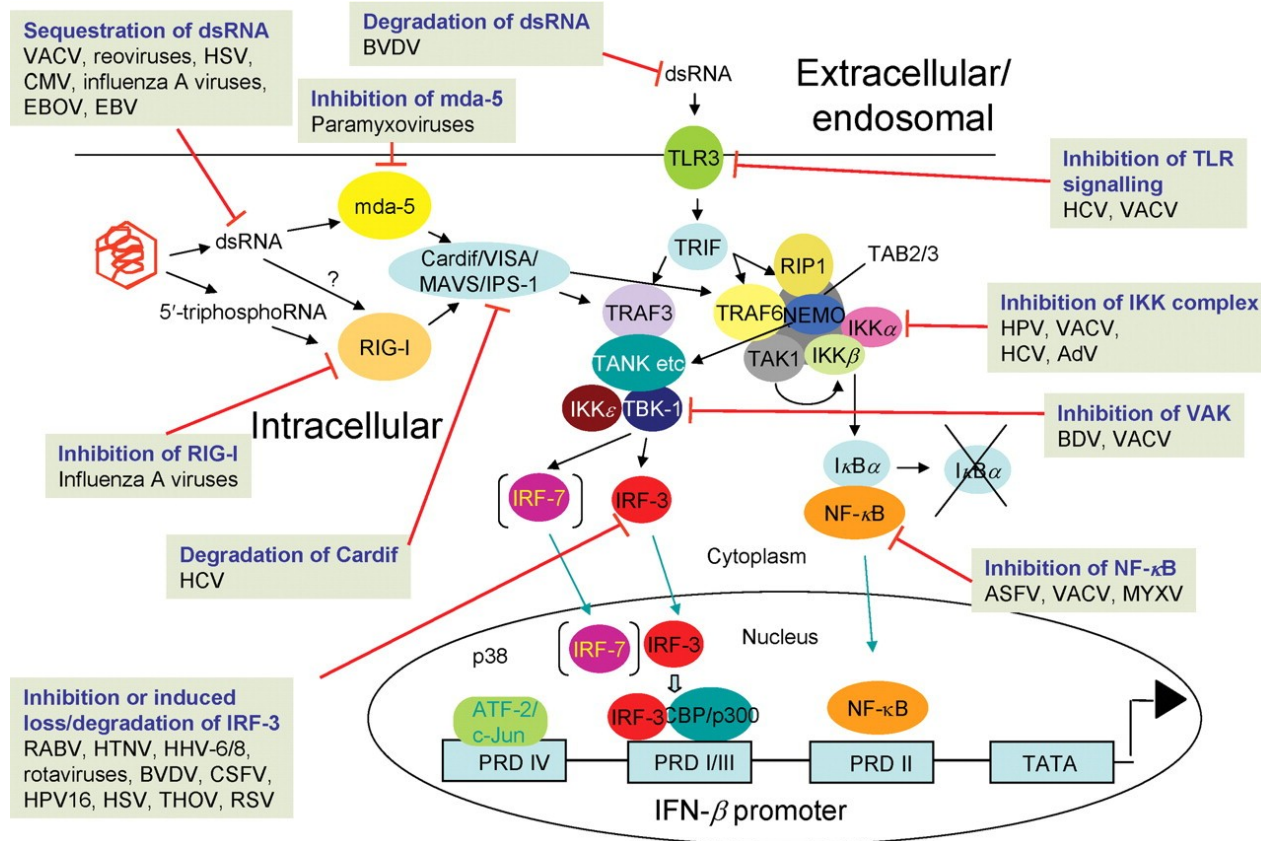 Sequestration of dsRNA
VACV, reoviruses, HSV,
CMV, influenza A viruses,
EBOV, EBV
Degradation of dsRNA
BVDV
dsRNA
Extracellular/
endosomal
Inhibition of mda-5
Paramyxoviruses
TLR3
Inhibition of TLR
signalling
HCV, VACV
mda-5
dsRNA
?
5′-triphosphoRNA
Cardif/VISA/
MAVS/IPS-1
RIG-I
TRIF
RIP1
TAB2/3
TRAF3
TRAF6
NEMO
IKKα
TAK1
IKKβ
Inhibition of IKK complex
HPV, VACV,
HCV, AdV
TANK etc
IKKε
TBK-1
Inhibition of VAK
BDV, VACV
Intracellular
Inhibition of RIG-I
Influenza A viruses
IRF-7
IRF-3
IκBα
IκBα
NF-κB
Degradation of Cardif
HCV
Cytoplasm
Inhibition of NF-κB
ASFV, VACV, MYXV
Nucleus
p38
IRF-7
IRF-3
Inhibition or induced
loss/degradation of IRF-3
RABV, HTNV, HHV-6/8,
rotaviruses, BVDV, CSFV,
HPV16, HSV, THOV, RSV
ATF-2/
c-Jun
IRF-3
CBP/p300
NF-κB
PRD IV
PRD I/III
PRD II
TATA
IFN-β promoter